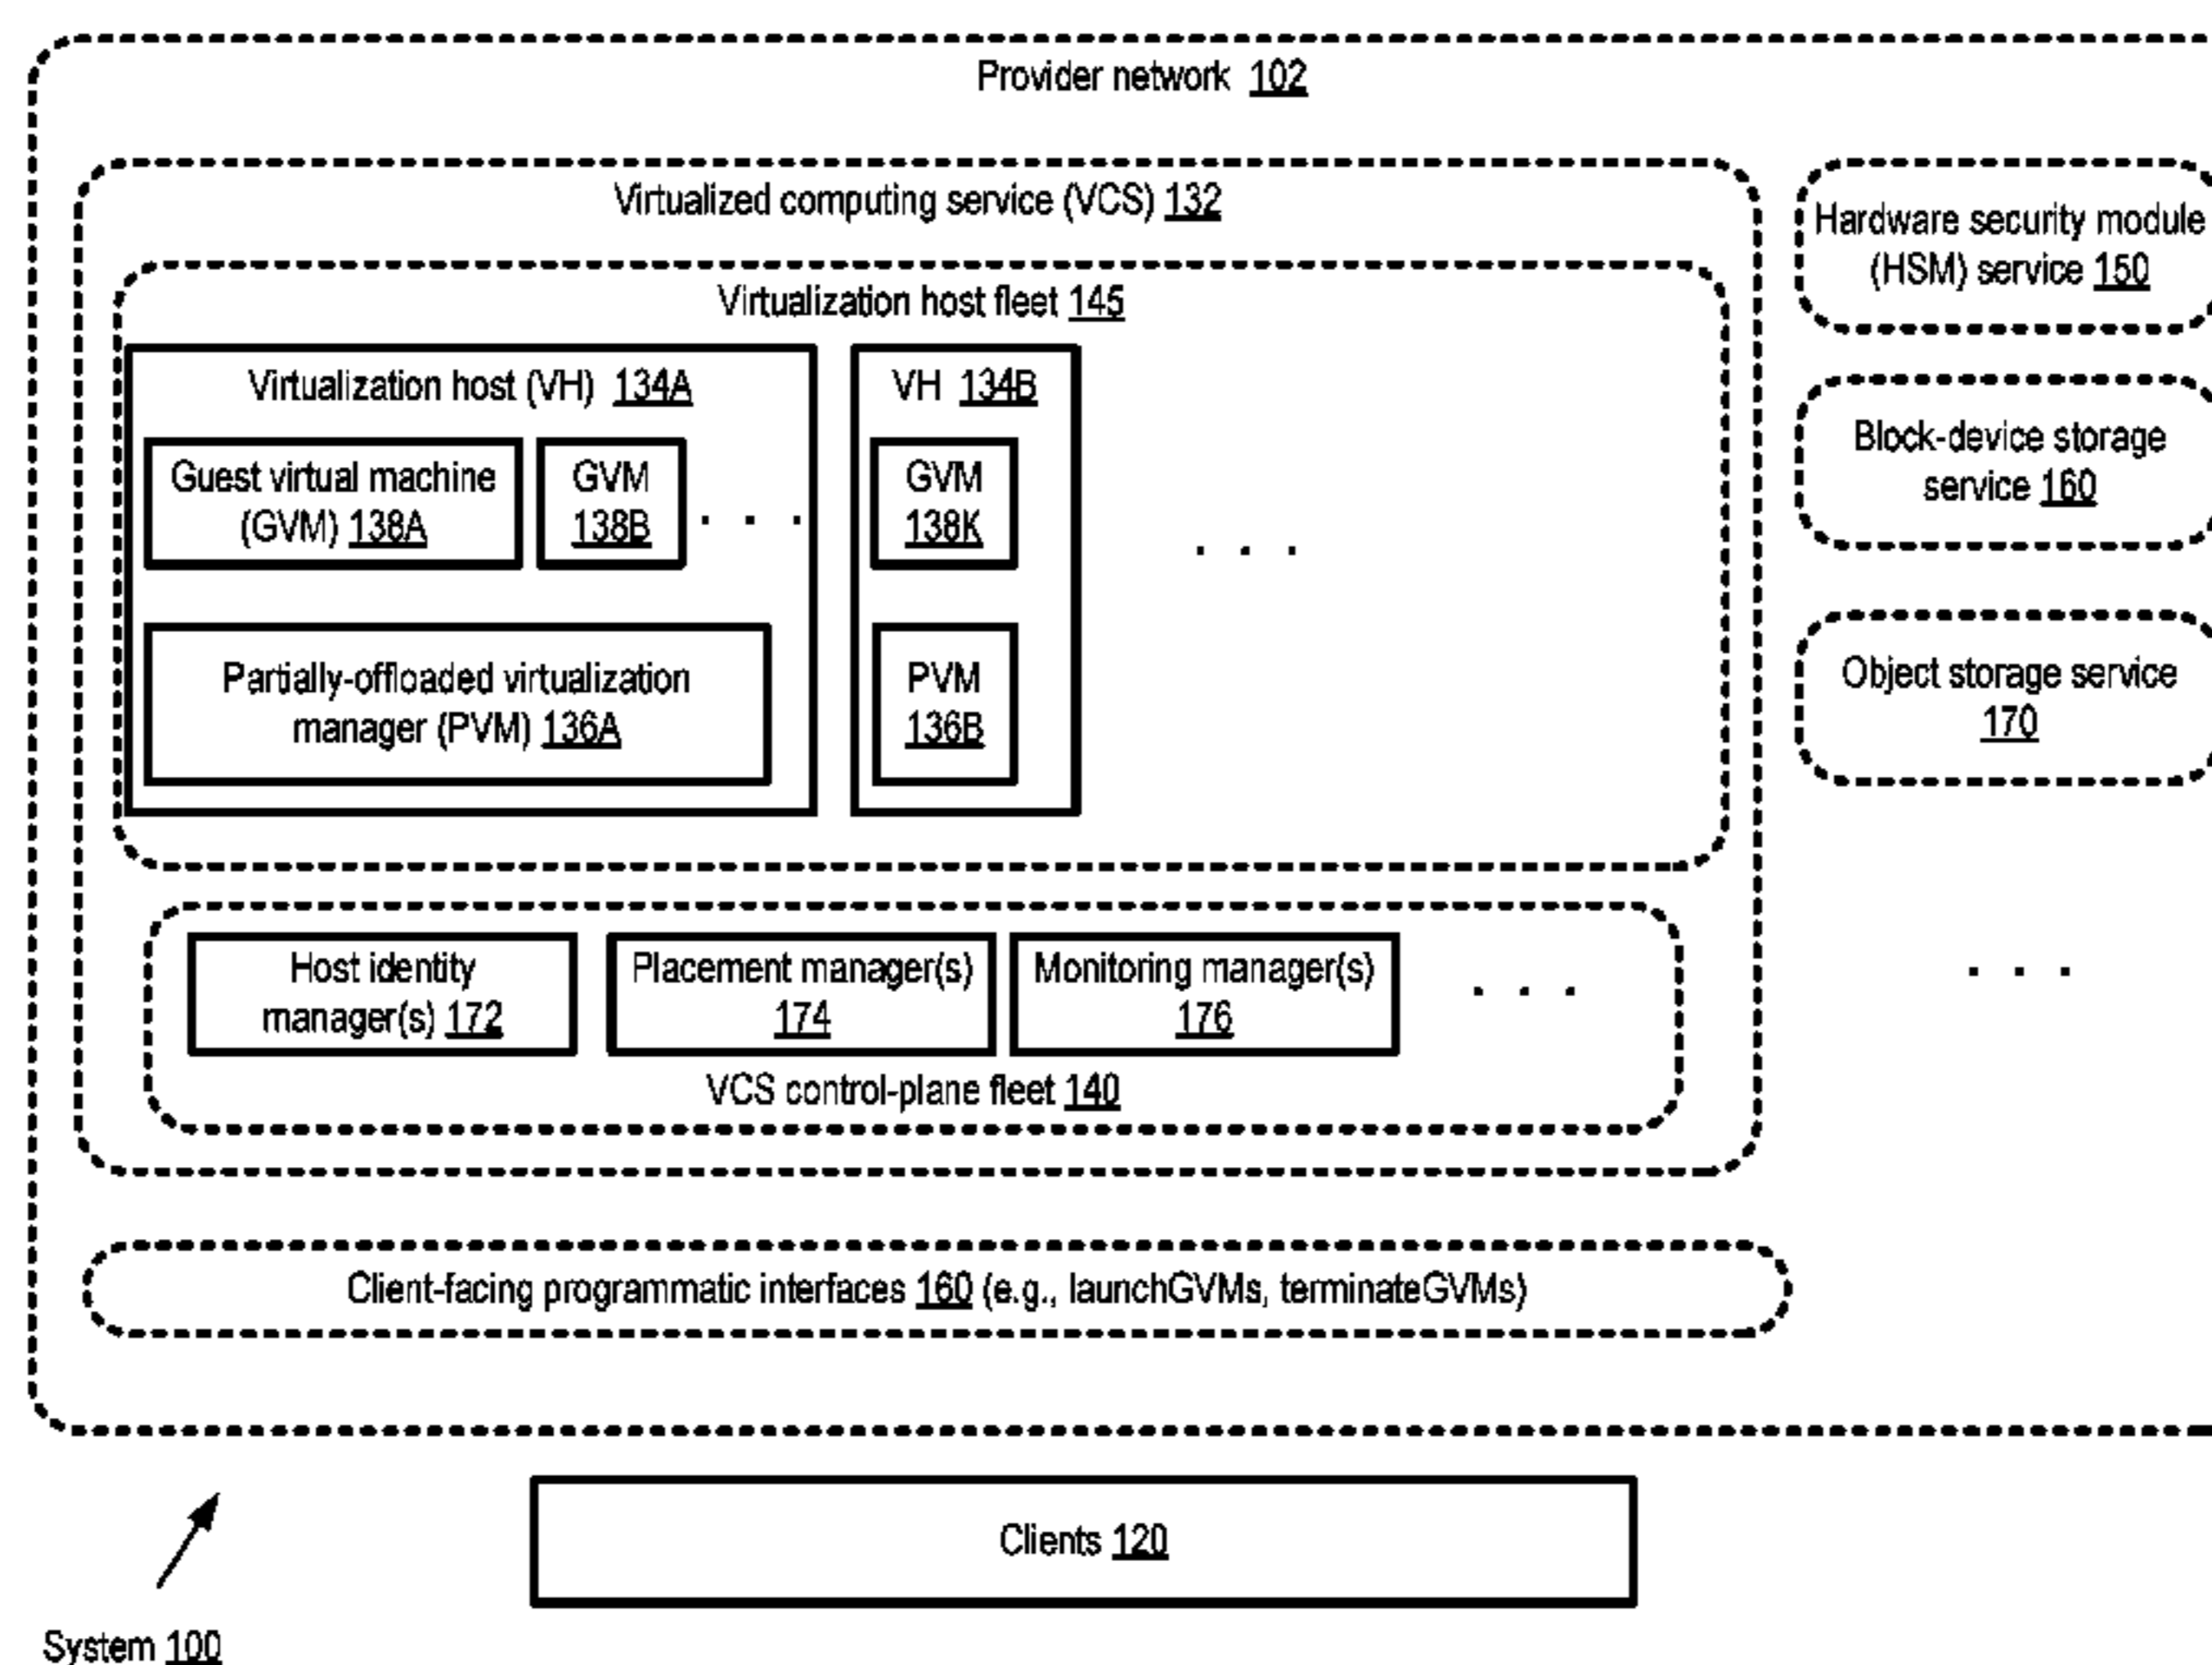 Provider network 102
Virtualized computing service (VCS) 132
Virtualization host fleet 145
Virtualization host (VH) 134A
Guest virtual machine
(GVM) 138A
GVM
138B
. . .
Partially-offloaded virtualization
manager (PVM) 136A
VH 134B
GVM
138K
PVM
136B
. . .
Host identity
manager(s) 172
Placement manager(s)
174
Monitoring manager(s)
176
. . .
VCS control-plane fleet 140
Hardware security module
(HSM) service 150
Block-device storage
service 160
Object storage service
170
. . .
Client-facing programmatic interfaces 160 (e.g., launchGVMs, terminateGVMs)
Clients 120
System 100